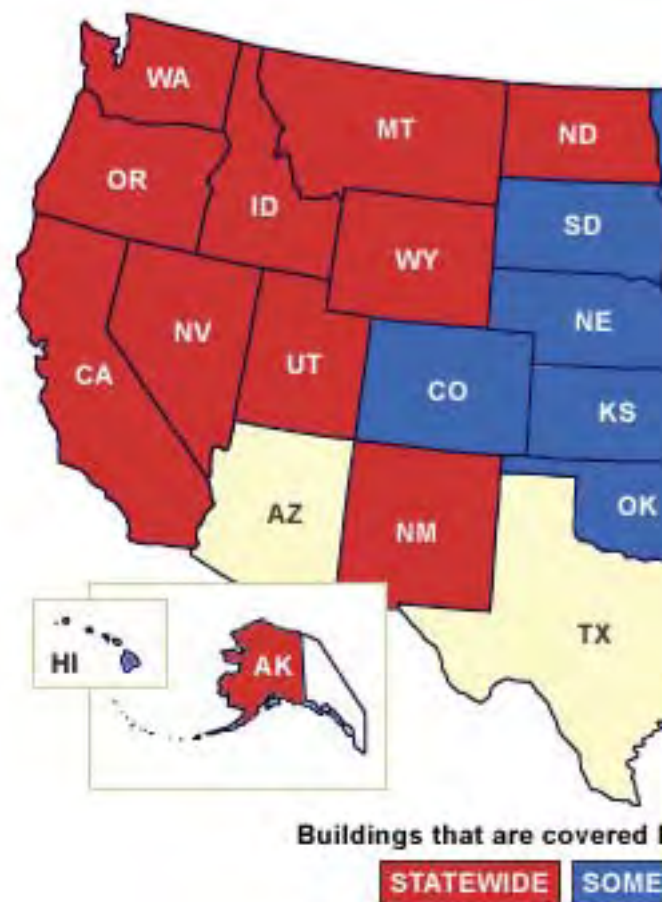 WA
MT
ND
OR
ID
SD
WY
NE
NV
UT
CA
CO
KS
AZ
NM
OK
TX
HI
AK
Buildings that are covered
STATEWIDE SOME